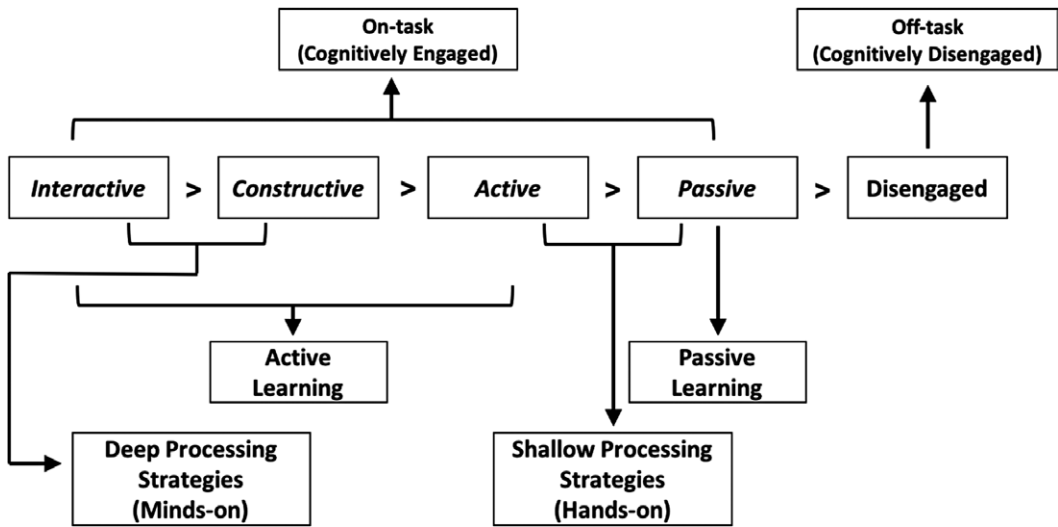 On-task
(Cognitively Engaged)
Off-task
(Cognitively Disengaged)
Interactive > Constructive > Active > Passive > Disengaged
Active
Learning
Passive
Learning
Deep Processing
Strategies
(Minds-on)
Shallow Processing
Strategies
(Hands-on)